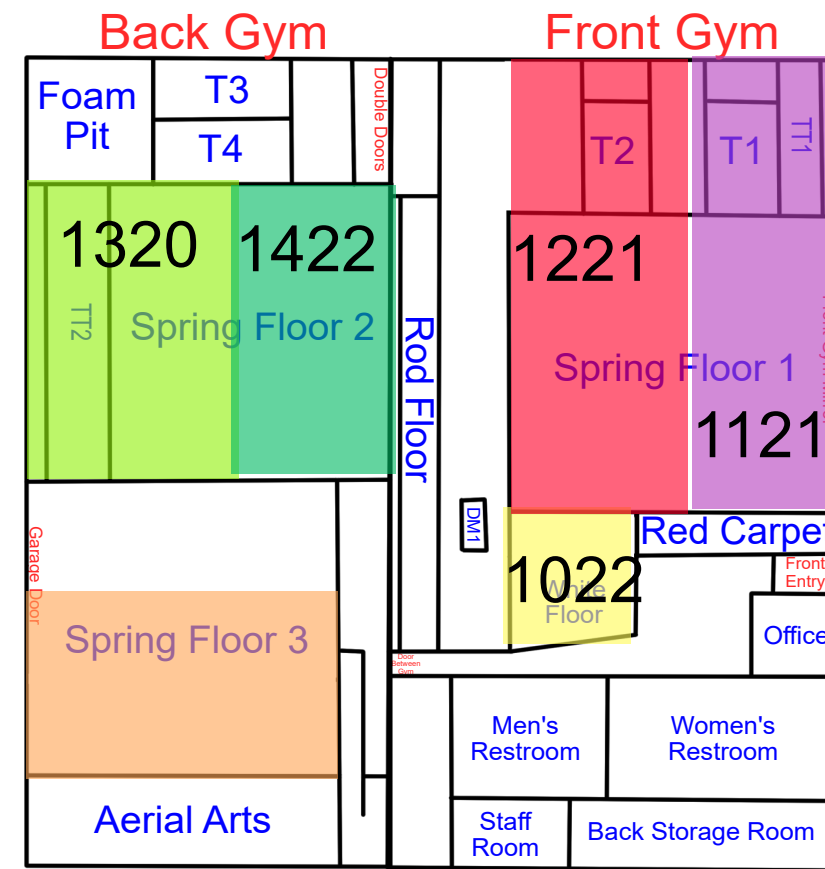 Back Gym
Front Gym
Foam
Pit
T3
T4
Double Doors
T2
T1
TT1
1320
1422
1221
TT2
Spring Floor 2
Rod Floor
Spring Floor 1
1121
DM1
Red Carpet
Garage Door
1022
White
Floor
Front
Entry
Spring Floor 3
Office
Door
Between
Gym
Men's
Restroom
Women's
Restroom
Aerial Arts
Staff
Room
Back Storage Room